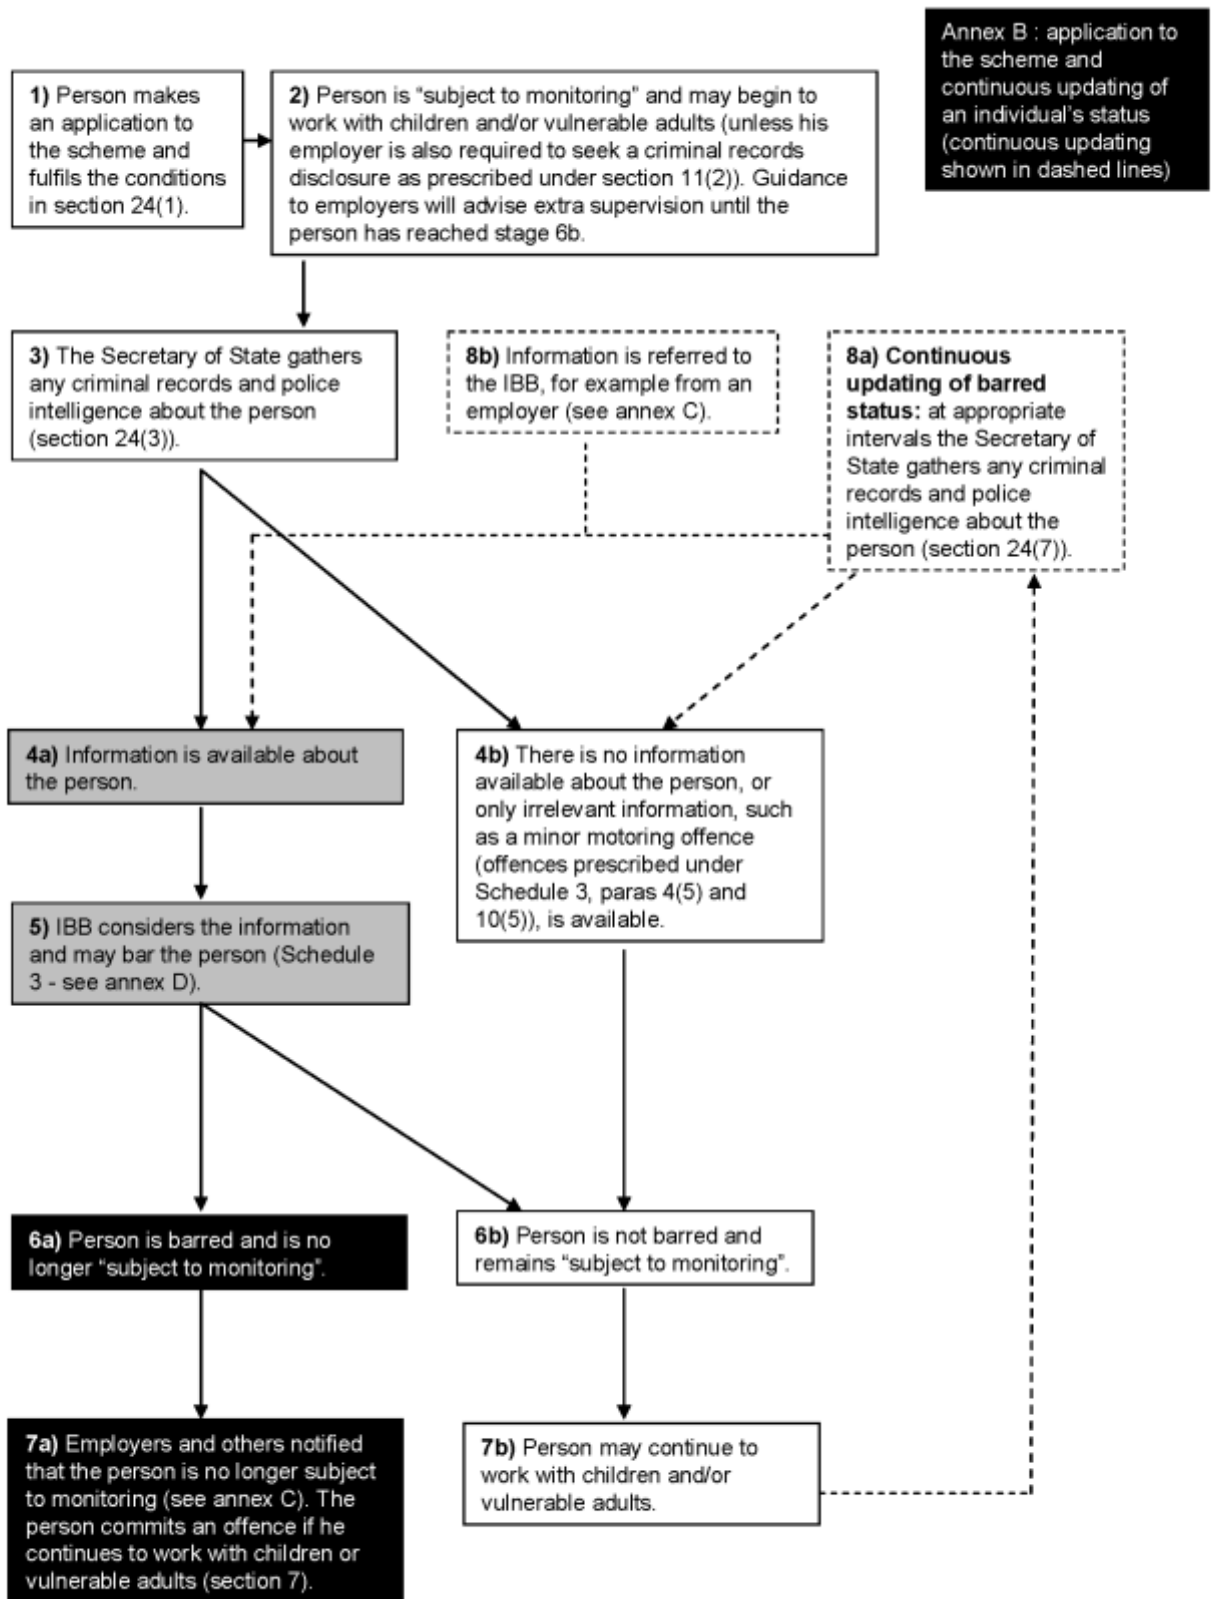 Annex B : application to
the scheme and
continuous updating of
an individual's status
(continuous updating
shown in dashed lines)
1) Person makes
an application to
the scheme and
fulfils the conditions
in section 24(1).
2) Person is “subject to monitoring” and may begin to
work with children and/or vulnerable adults (unless his
employer is also required to seek a criminal records
disclosure as prescribed under section 11(2)). Guidance
to employers will advise extra supervision until the
person has reached stage 6b.
3) The Secretary of State gathers
any criminal records and police
intelligence about the person
(section 24(3)).
8b) Information is referred to
the IBB, for example from an
employer (see annex C).
8a) Continuous
updating of barred
status: at appropriate
intervals the Secretary of
State gathers any criminal
records and police
intelligence about the
person (section 24(7)).
4a) Information is available about
the person.
4b) There is no information
available about the person, or
only irrelevant information, such
as a minor motoring offence
(offences prescribed under
Schedule 3, paras 4(5) and
10(5)), is available.
5) IBB considers the information
and may bar the person (Schedule
3 - see annex D).
6a) Person is barred and is no
longer “subject to monitoring”.
6b) Person is not barred and
remains “subject to monitoring”.
7a) Employers and others notified
that the person is no longer subject
to monitoring (see annex C). The
person commits an offence if he
continues to work with children or
vulnerable adults (section 7).
7b) Person may continue to
work with children and/or
vulnerable adults.